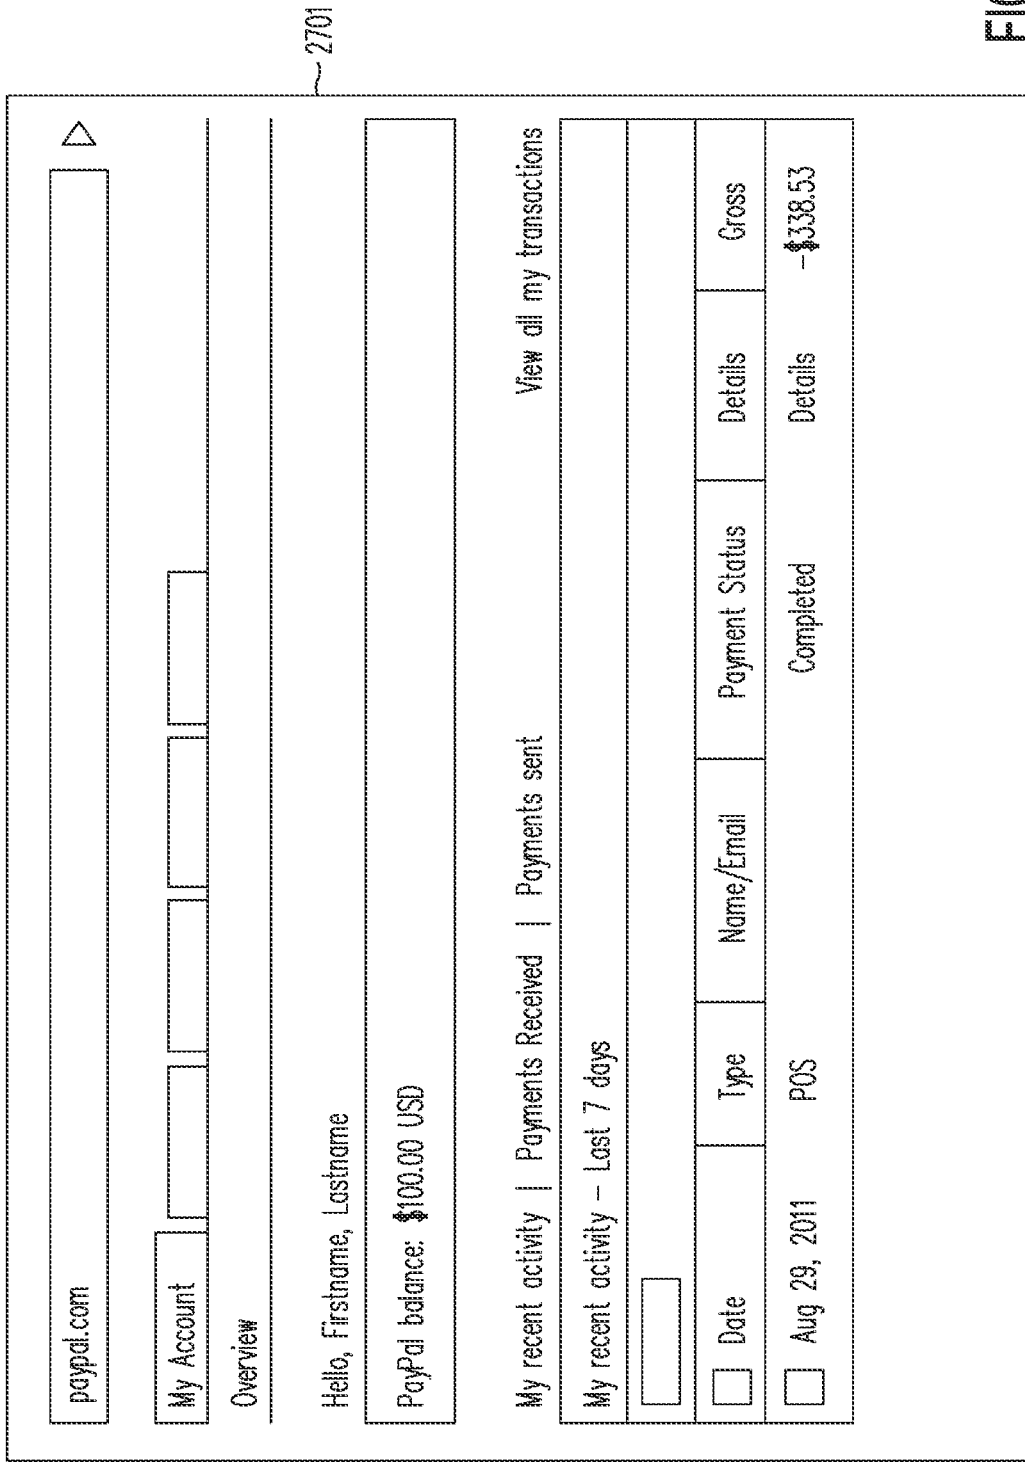 paypal.com
My Account
Overview
Hello, Firstname, Lastname
PayPal balance: $100.00 USD
My recent activity | Payments Received | Payments sent View all my transactions
My recent activity – Last 7 days
Date Type Name/Email Payment Status Details Gross
Aug 29, 2011 POS Completed Details –$338.53
2701